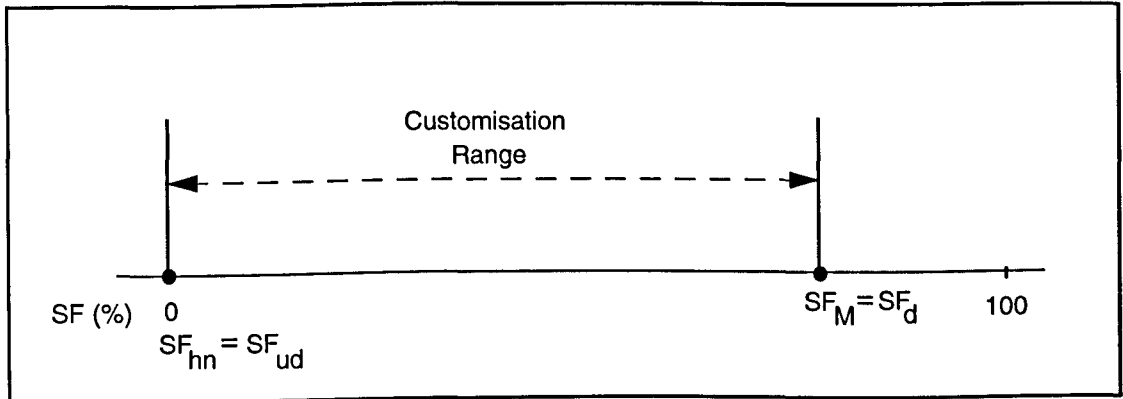 Customisation
Range
SF (%) 0 SF_M = SF_d 100
SF_hn = SF_ud